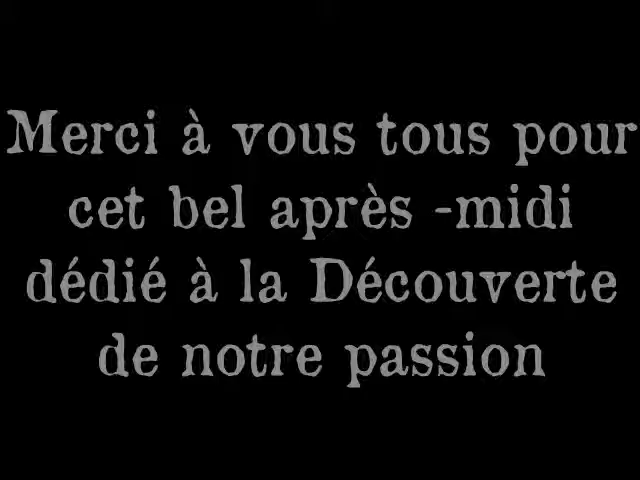 Merci à vous tous pour
cet bel après -midi
dédié à la Découverte
de notre passion